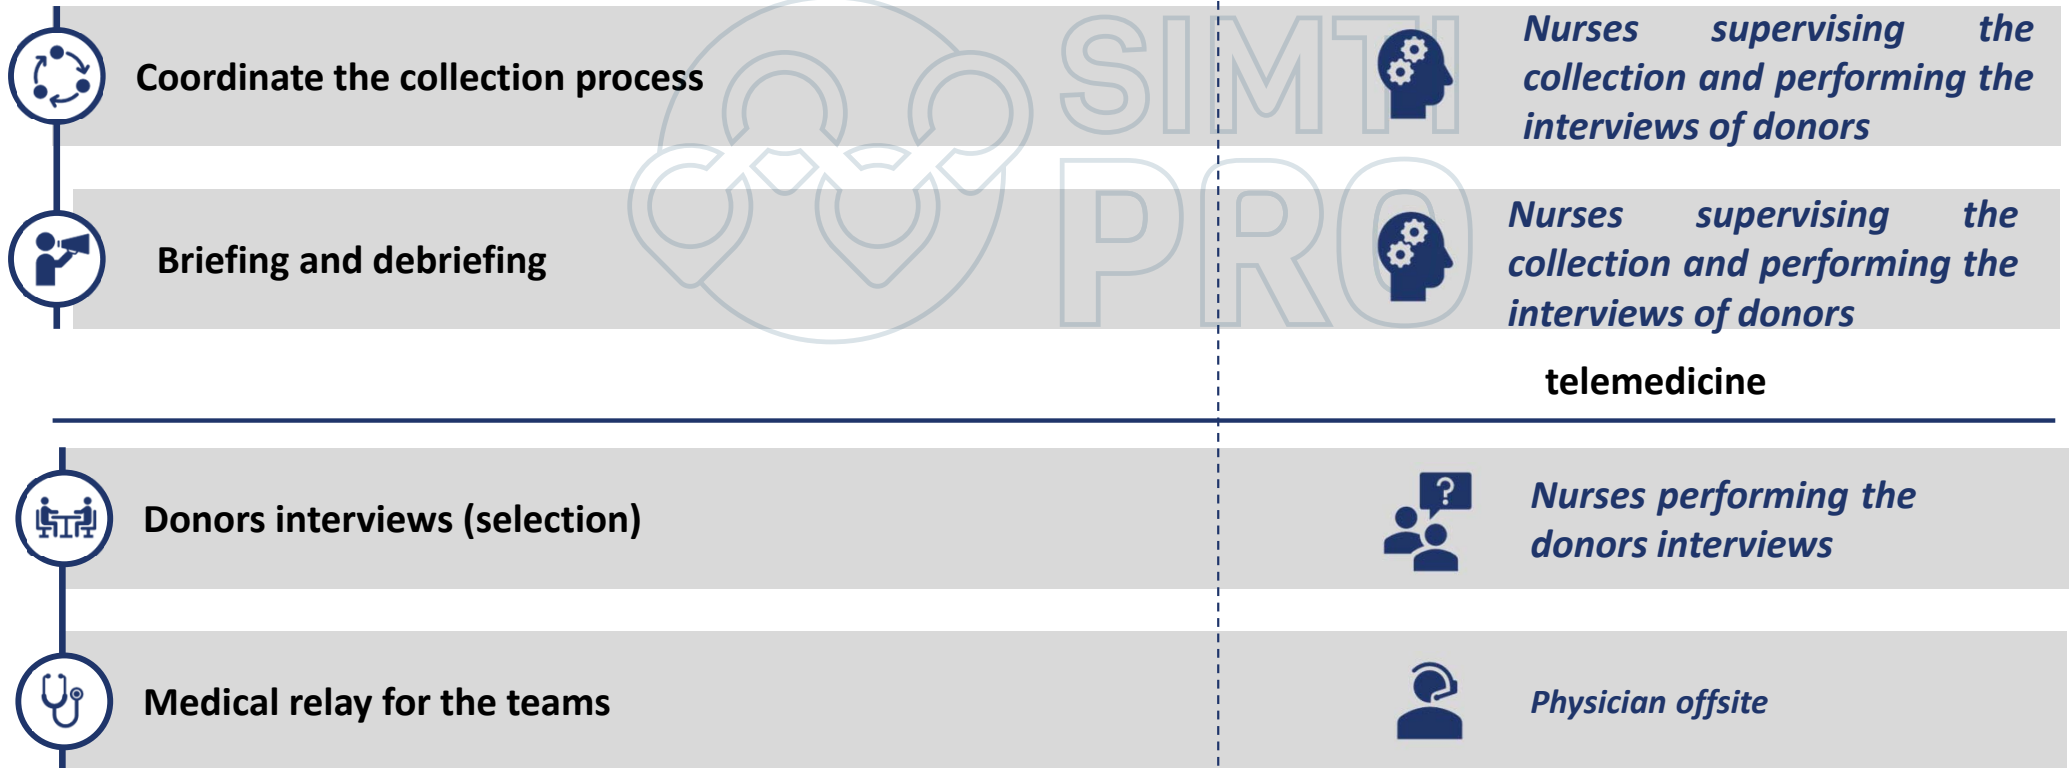 SIMTI
PRO
Coordinate the collection process
Nurses supervising the
collection and performing the
interviews of donors
Briefing and debriefing
Nurses supervising the
collection and performing the
interviews of donors
telemedicine
Donors interviews (selection)
?
Nurses performing the
donors interviews
Medical relay for the teams
Physician offsite